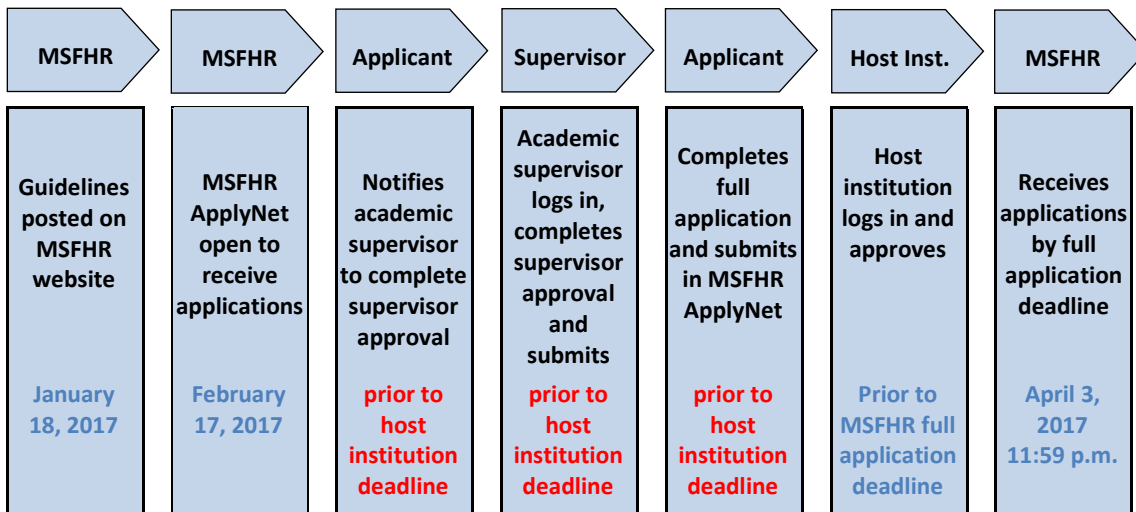 MSFHR
MSFHR
Applicant
Supervisor
Applicant
Host Inst.
MSFHR
Guidelines
posted on
MSFHR
website
January
18, 2017
MSFHR
ApplyNet
open to
receive
applications
February
17, 2017
Notifies
academic
supervisor
to complete
supervisor
approval
prior to
host
institution
deadline
Academic
supervisor
logs in,
completes
supervisor
approval
and
submits
prior to
host
institution
deadline
Completes
full
application
and submits
in MSFHR
ApplyNet
prior to
host
institution
deadline
Host
institution
logs in and
approves
Prior to
MSFHR full
application
deadline
Receives
applications
by full
application
deadline
April 3,
2017
11:59 p.m.